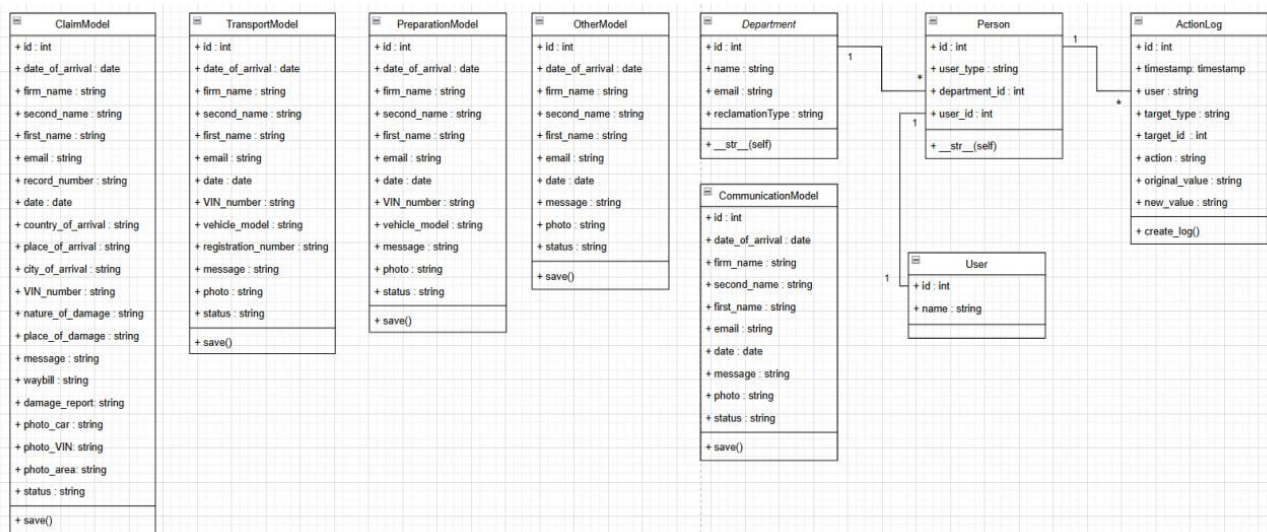 ClaimModel
+ id : int
+ date_of_arrival : date
+ firm_name : string
+ second_name : string
+ first_name : string
+ email : string
+ record_number : string
+ date : date
+ country_of_arrival : string
+ place_of_arrival : string
+ city_of_arrival : string
+ VIN_number : string
+ nature_of_damage : string
+ place_of_damage : string
+ message : string
+ waybill : string
+ damage_report: string
+ photo_car : string
+ photo_VIN: string
+ photo_area: string
+ status : string
+ save()
TransportModel
+ id : int
+ date_of_arrival : date
+ firm_name : string
+ second_name : string
+ first_name : string
+ email : string
+ date : date
+ VIN_number : string
+ vehicle_model : string
+ registration_number : string
+ message : string
+ photo : string
+ status : string
+ save()
PreparationModel
+ id : int
+ date_of_arrival : date
+ firm_name : string
+ second_name : string
+ first_name : string
+ email : string
+ date : date
+ VIN_number : string
+ vehicle_model : string
+ message : string
+ photo : string
+ status : string
+ save()
OtherModel
+ id : int
+ date_of_arrival : date
+ firm_name : string
+ second_name : string
+ first_name : string
+ email : string
+ date : date
+ message : string
+ photo : string
+ status : string
+ save()
Department
+ id : int
+ name : string
+ email : string
+ reclamationType : string
+ __str__(self)
1
*
CommunicationModel
+ id : int
+ date_of_arrival : date
+ firm_name : string
+ second_name : string
+ first_name : string
+ email : string
+ date : date
+ message : string
+ photo : string
+ status : string
+ save()
Person
+ id : int
+ user_type : string
+ department_id : int
+ user_id : int
+ __str__(self)
1
1
User
+ id : int
+ name : string
1
*
ActionLog
+ id : int
+ timestamp: timestamp
+ user : string
+ target_type : string
+ target_id : int
+ action : string
+ original_value : string
+ new_value : string
+ create_log()